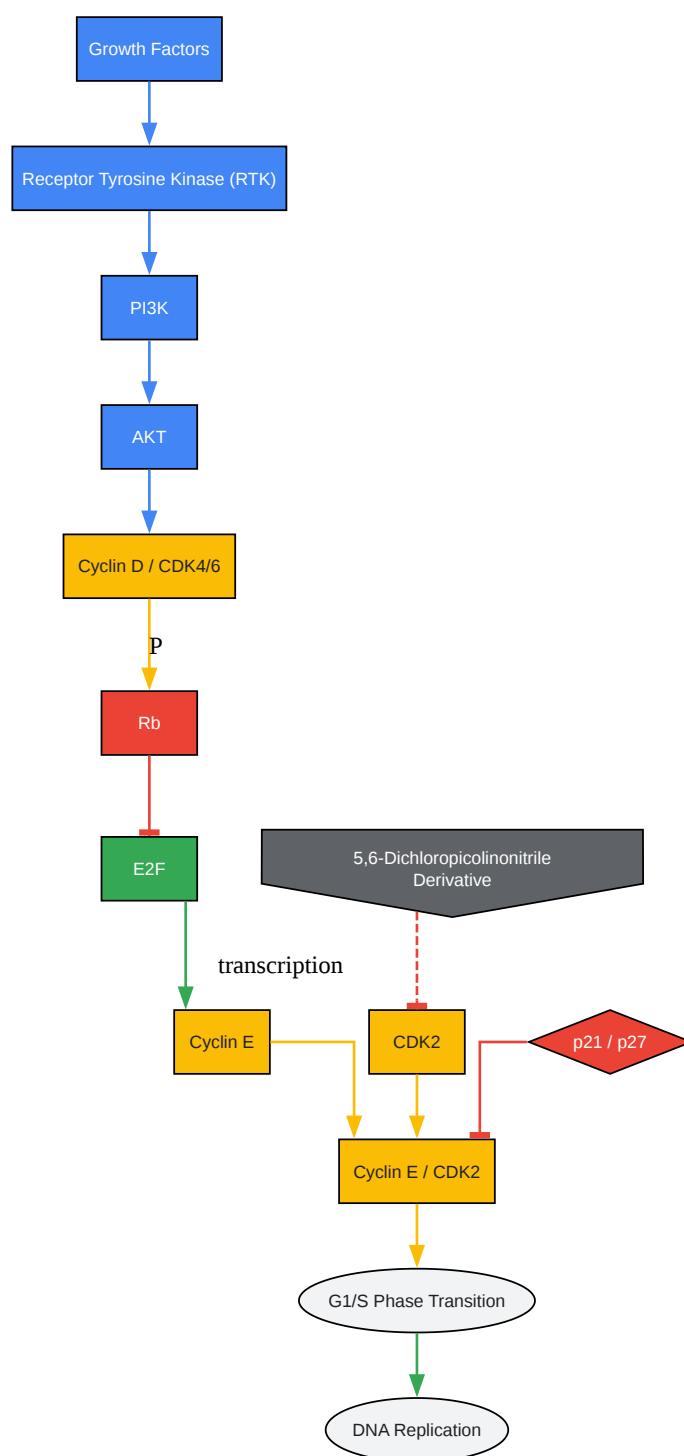 Growth Factors
Receptor Tyrosine Kinase (RTK)
PI3K
AKT
Cyclin D / CDK4/6
P
Rb
E2F
5,6-Dichloropicolinonitrile
Derivative
transcription
Cyclin E
CDK2
p21 / p27
Cyclin E / CDK2
G1/S Phase Transition
DNA Replication